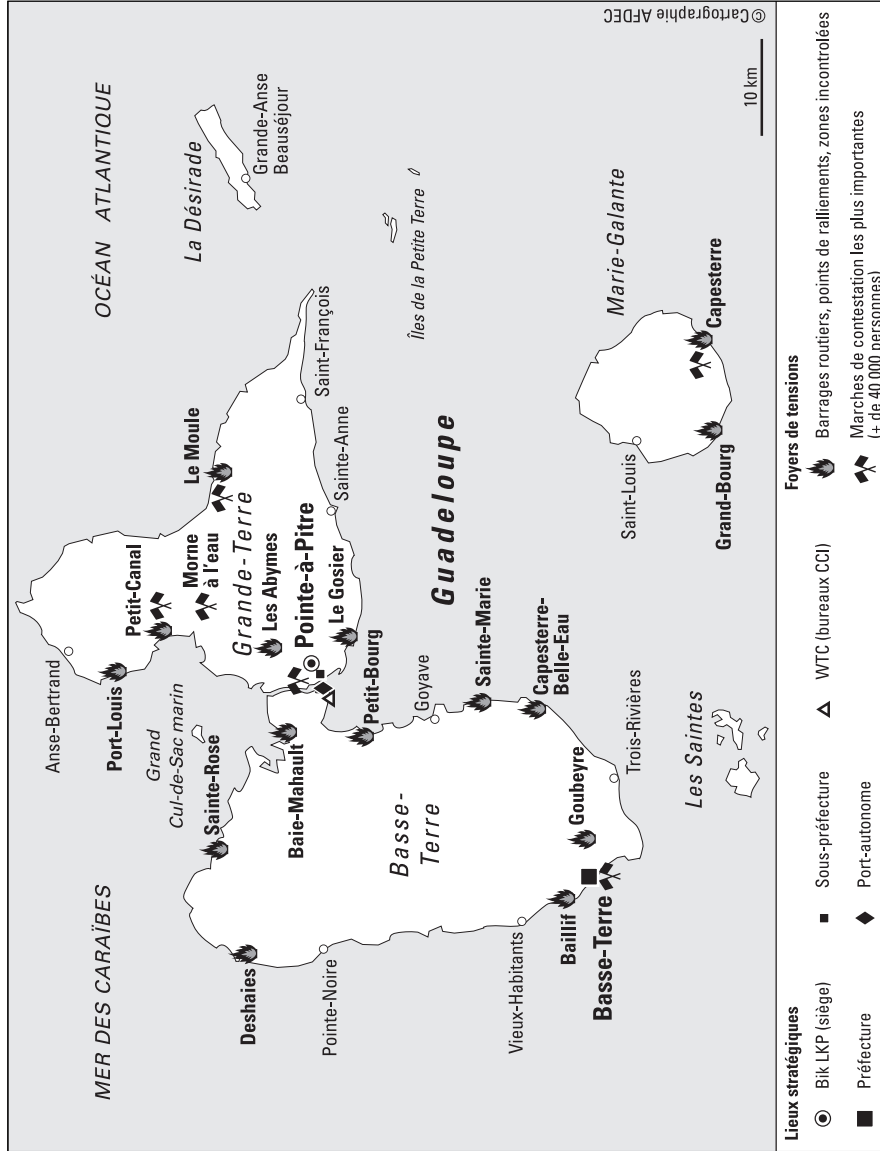 MER DES CARAÏBES
OCÉAN ATLANTIQUE
Anse-Bertrand
Port-Louis
Petit-Canal
Grand
Cul-de-Sac marin
Morne
à l'eau
Le Moule
La Désirade
Grande-Anse
Beauséjour
Deshaies
Sainte-Rose
Grande-Terre
Les Abymes
Baie-Mahault
Pointe-à-Pitre
Le Gosier
Sainte-Anne
Saint-François
Îles de la Petite Terre
Pointe-Noire
Basse-
Terre
Petit-Bourg
Goyave
Guadeloupe
Sainte-Marie
Capesterre-
Belle-Eau
Vieux-Habitants
Baillif
Goubeyre
Basse-Terre
Trois-Rivières
Les Saintes
Marie-Galante
Saint-Louis
Capesterre
Grand-Bourg
10 km
©Cartographie AFDEC
Lieux stratégiques
Bik LKP (siège)
Préfecture
Sous-préfecture
Port-autonome
WTC (bureaux CCI)
Foyers de tensions
Barrages routiers, points de ralliements, zones incontrôlées
Marches de contestation les plus importantes
(+ de 40 000 personnes)